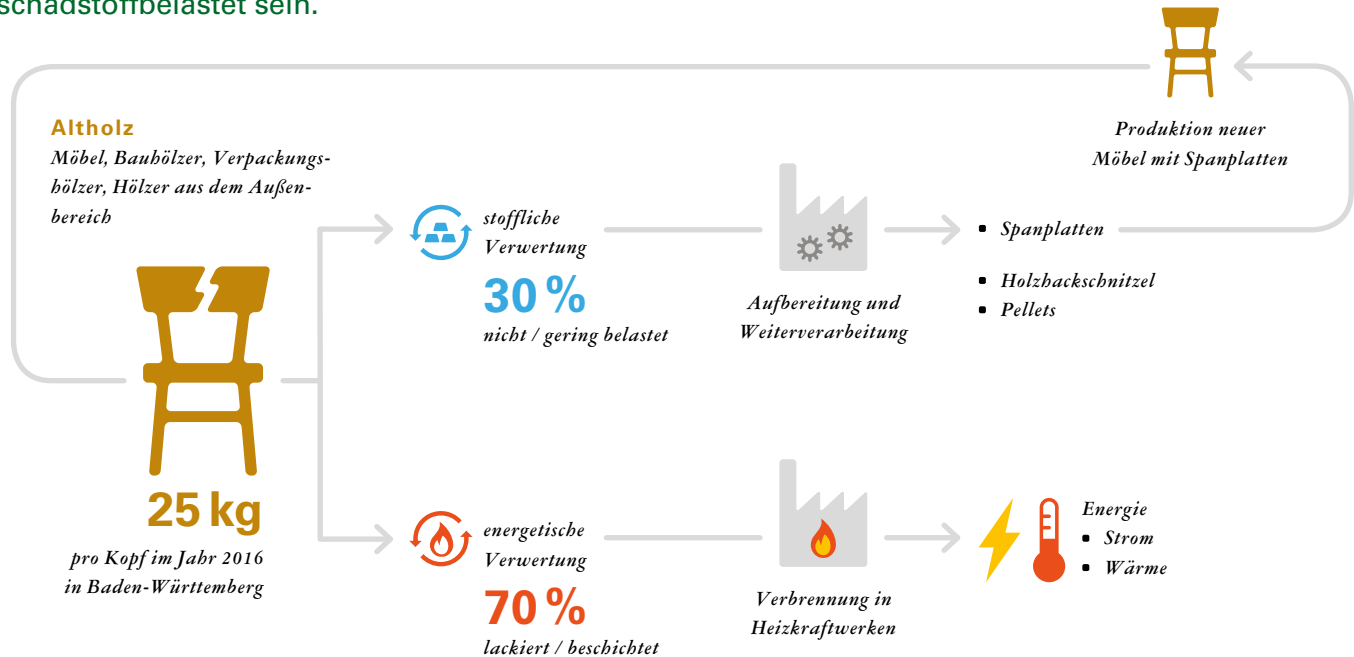 schadstoffbelastet sein.
Altholz
Möbel, Bauhölzer, Verpackungs-
hölzer, Hölzer aus dem Außen-
bereich
25 kg
pro Kopf im Jahr 2016
in Baden-Württemberg
stoffliche
Verwertung
30 %
nicht / gering belastet
Aufbereitung und
Weiterverarbeitung
▪ Spanplatten
▪ Holzhackschnitzel
▪ Pellets
Produktion neuer
Möbel mit Spanplatten
energetische
Verwertung
70 %
lackiert / beschichtet
Verbrennung in
Heizkraftwerken
Energie
▪ Strom
▪ Wärme